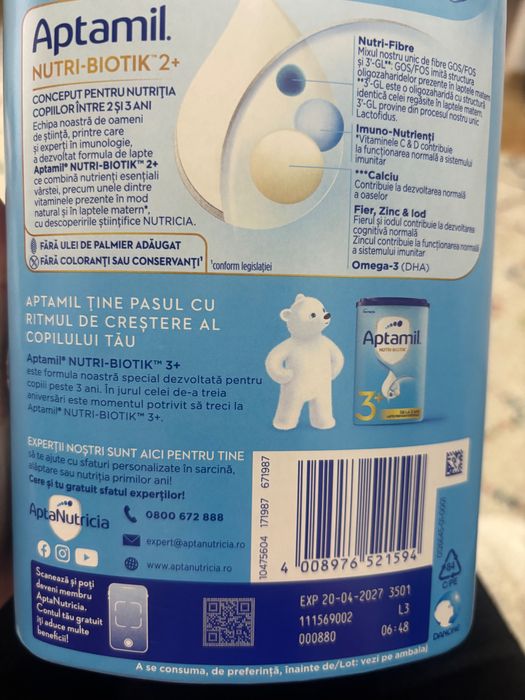 Aptamil®
NUTRI-BIOTIK™ 2+
CONCEPUT PENTRU NUTRIȚIA
COPIILOR ÎNTRE 2 ȘI 3 ANI
Echipa noastră de oameni
de știință, printre care
și experți în imunologie,
a dezvoltat formula de lapte
Aptamil® NUTRI-BIOTIK™ 2+
ce combină nutrienți esențiali
vârstei, precum unele dintre
vitaminele prezente în mod
natural și în laptele matern*,
cu descoperirile științifice NUTRICIA.
Nutri-Fibre
Mixul nostru unic de fibre GOS/FOS
și 3'-GL**: GOS/FOS imită structura
oligozaharidelor prezente în laptele matern
**3'-GL este o oligozaharidă cu structură
identică celei regăsite în laptele matern,
3'-GL provine din procesul nostru unic
Lactofidus.
Imuno-Nutrienți
*Vitaminele C & D contribuie
la funcționarea normală a sistemului
imunitar
***Calciu
Contribuie la dezvoltarea normală
a oaselor
Fier, Zinc & Iod
Fierul și iodul contribuie la dezvoltarea
cognitivă normală
Zincul contribuie la funcționarea normală
a sistemului imunitar
Omega-3 (DHA)
FĂRĂ ULEI DE PALMIER ADĂUGAT
FĂRĂ COLORANȚI SAU CONSERVANȚI¹
¹conform legislației
APTAMIL ȚINE PASUL CU
RITMUL DE CREȘTERE AL
COPILULUI TĂU
Aptamil® NUTRI-BIOTIK™ 3+
este formula noastră special dezvoltată pentru
copiii peste 3 ani. În jurul celei de-a treia
aniversări este momentul potrivit să treci la
Aptamil® NUTRI-BIOTIK™ 3+.
Aptamil
NUTRI-BIOTIK
3+
EXPERȚII NOȘTRI SUNT AICI PENTRU TINE
să te ajute cu sfaturi personalizate în sarcină,
alăptare sau nutriția primilor ani!
Cere și tu gratuit sfatul experților!
AptaNutricia
0800 672 888
expert@aptanutricia.ro
www.aptanutricia.ro
Scanează și poți
deveni membru
AptaNutricia.
Contul tău gratuit
îți aduce multe
beneficii!
10475604 171987 671987
4 008976 521594
84
C/PE
DANONE
EXP 20-04-2027 3501
111569002 L3
000880 06:48
A se consuma, de preferință, înainte de/Lot: vezi pe ambalaj